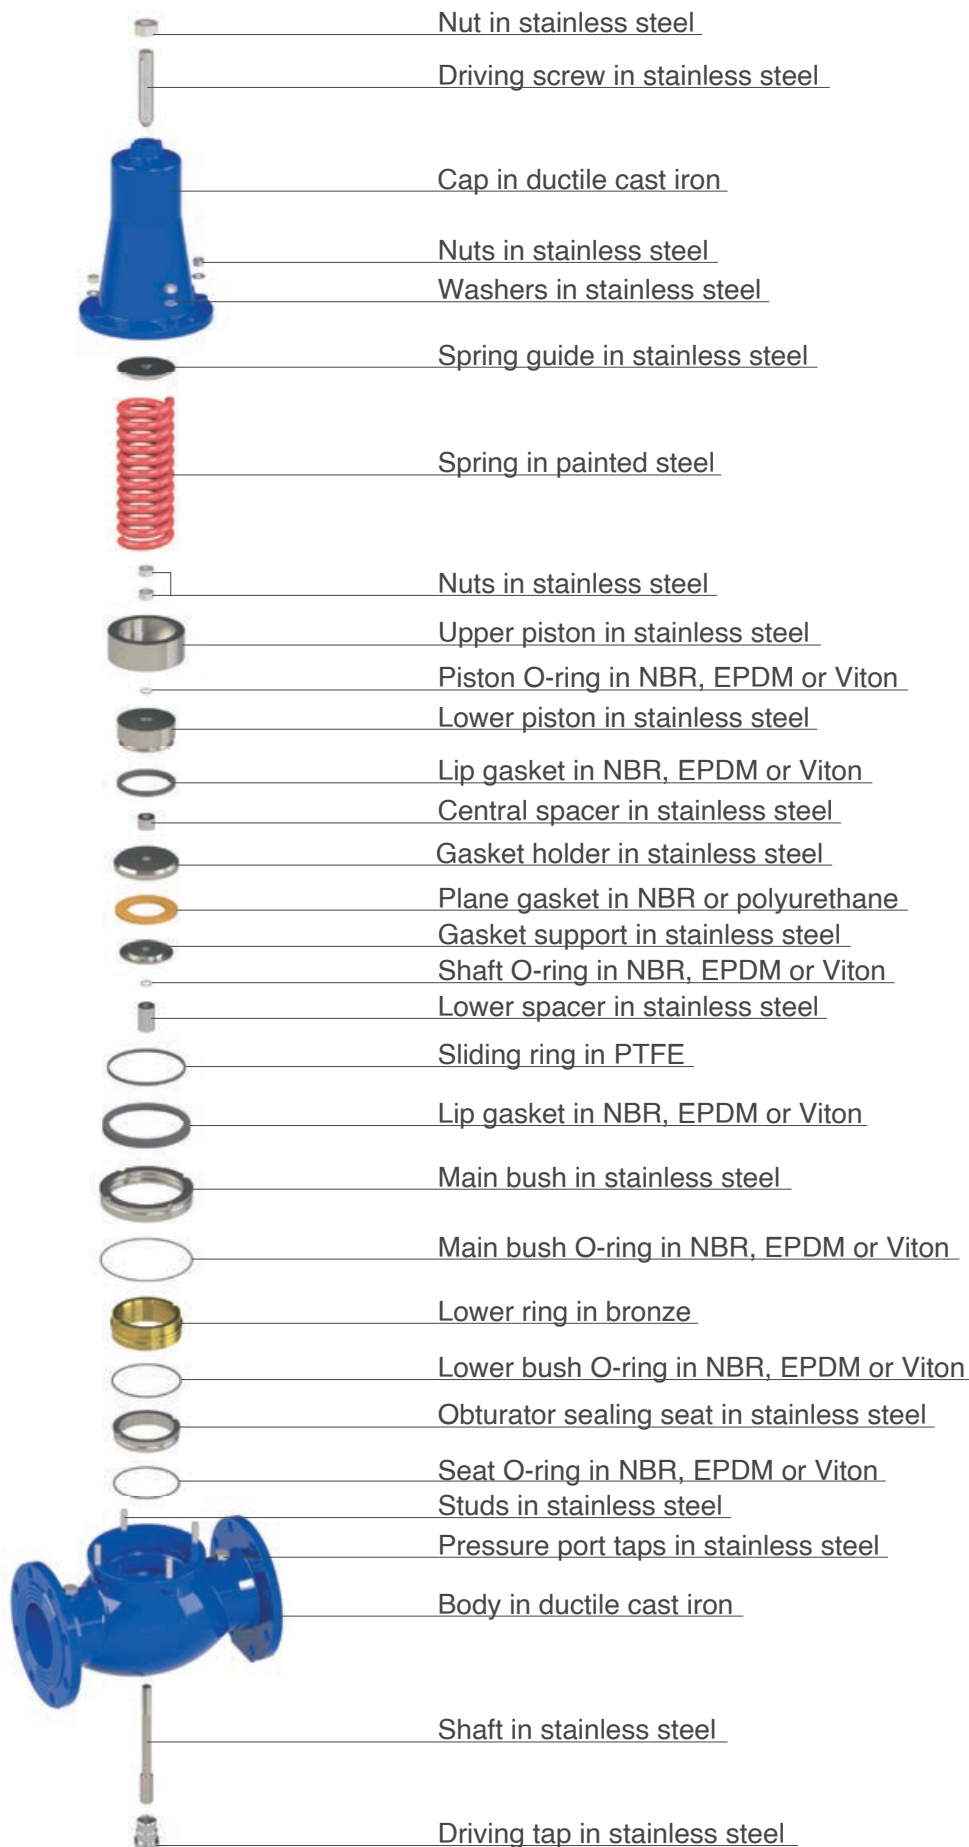 Nut in stainless steel
Driving screw in stainless steel
Cap in ductile cast iron
Nuts in stainless steel
Washers in stainless steel
Spring guide in stainless steel
Spring in painted steel
Nuts in stainless steel
Upper piston in stainless steel
Piston O-ring in NBR, EPDM or Viton
Lower piston in stainless steel
Lip gasket in NBR, EPDM or Viton
Central spacer in stainless steel
Gasket holder in stainless steel
Plane gasket in NBR or polyurethane
Gasket support in stainless steel
Shaft O-ring in NBR, EPDM or Viton
Lower spacer in stainless steel
Sliding ring in PTFE
Lip gasket in NBR, EPDM or Viton
Main bush in stainless steel
Main bush O-ring in NBR, EPDM or Viton
Lower ring in bronze
Lower bush O-ring in NBR, EPDM or Viton
Obturator sealing seat in stainless steel
Seat O-ring in NBR, EPDM or Viton
Studs in stainless steel
Pressure port taps in stainless steel
Body in ductile cast iron
Shaft in stainless steel
Driving tap in stainless steel